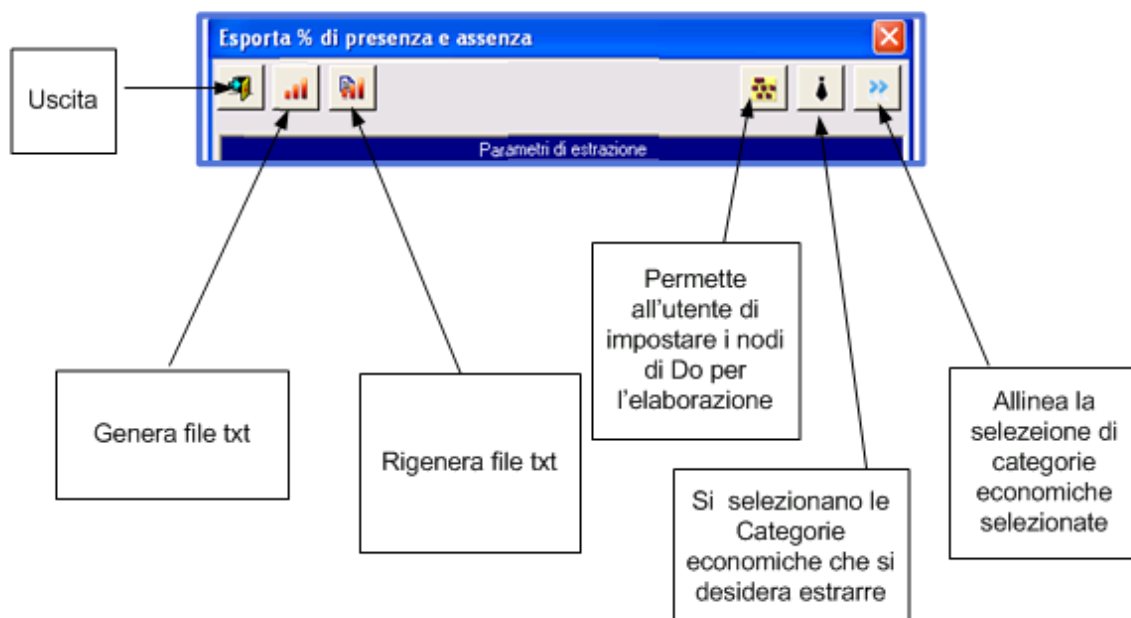 Esporta % di presenza e assenza
Uscita
Parametri di estrazione
Genera file txt
Rigenera file txt
Permette
all'utente di
impostare i nodi
di Do per
l'elaborazione
Si selezionano le
Categorie
economiche che si
desidera estrarre
Allinea la
selezeione di
categorie
economiche
selezionate